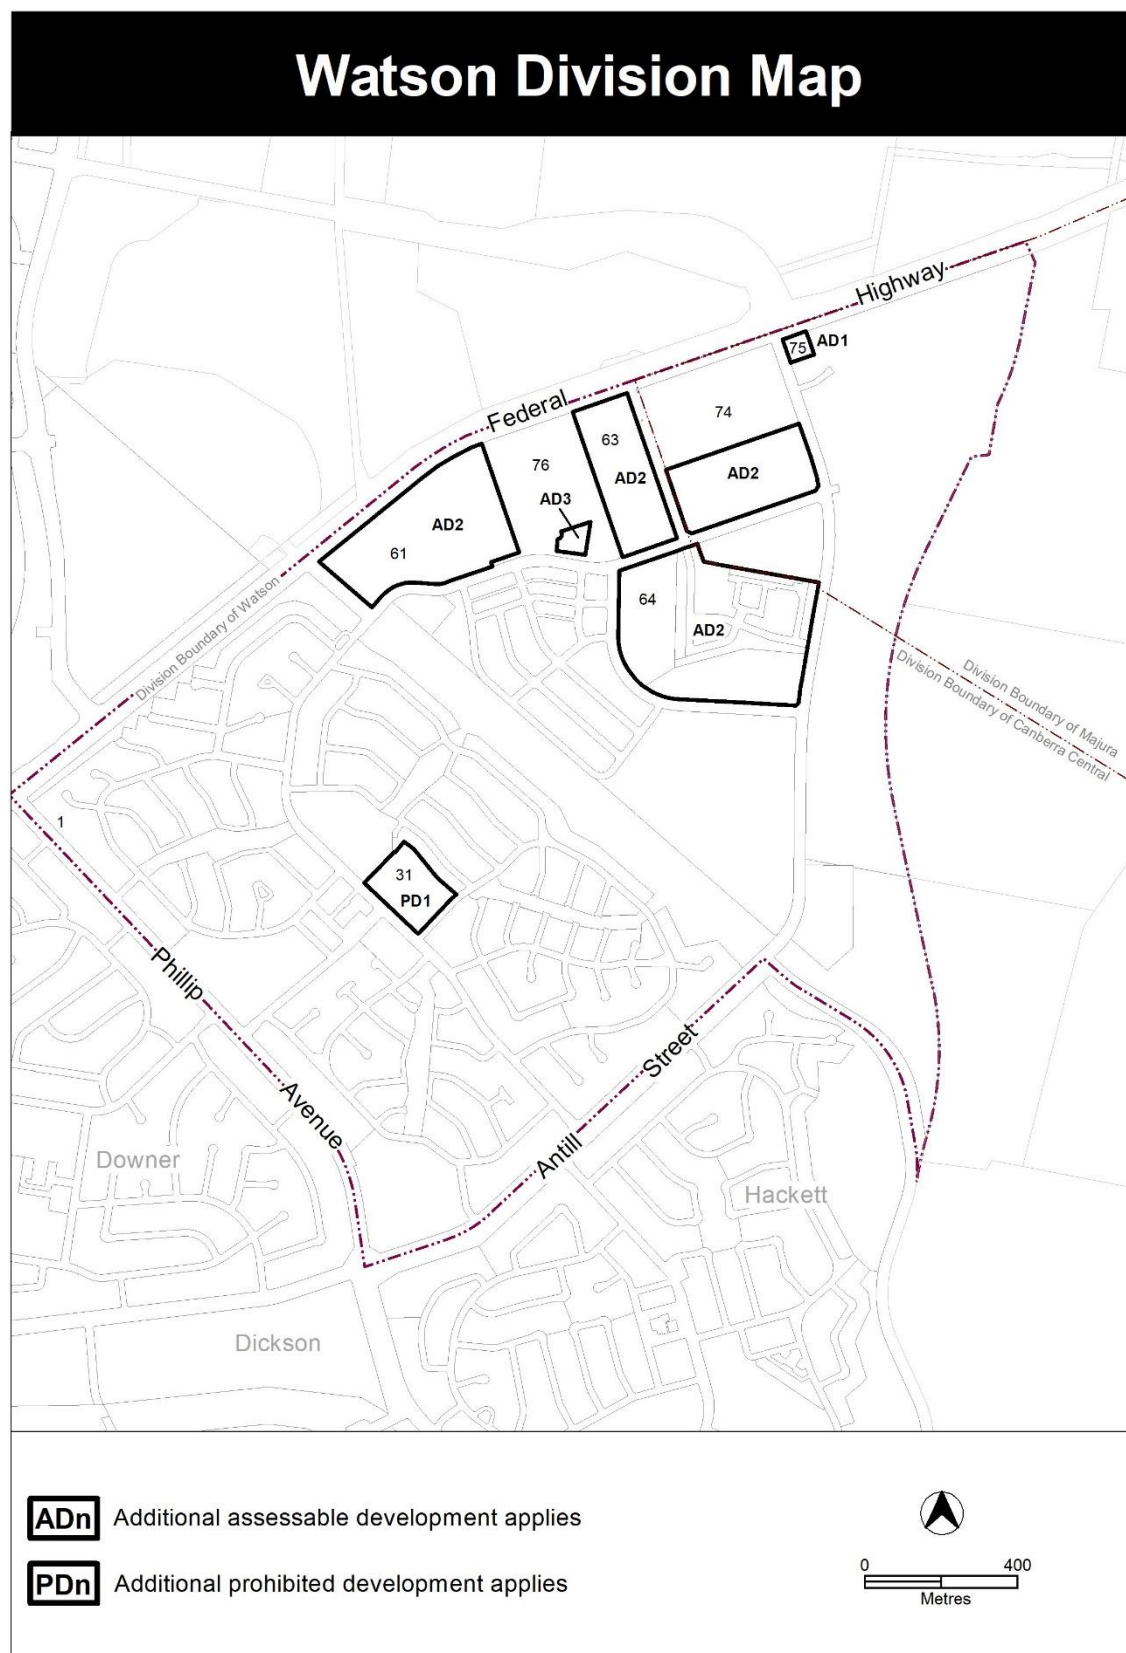 Watson Division Map
Highway
75
AD1
Federal
74
63
76
AD2
AD2
AD3
AD2
61
64
AD2
Division Boundary of Watson
Division Boundary of Majura
Division Boundary of Canberra Central
1
31
PD1
Phillip
Avenue
Street
Antill
Downer
Hackett
Dickson
ADn Additional assessable development applies
PDn Additional prohibited development applies
0 400
Metres